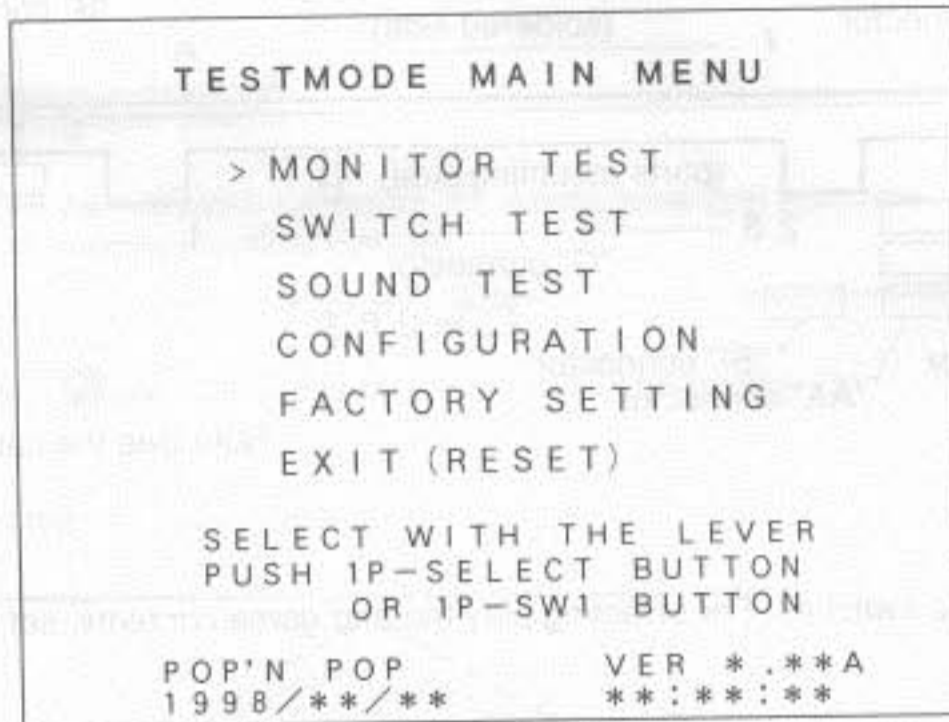 TESTMODE MAIN MENU
> MONITOR TEST
SWITCH TEST
SOUND TEST
CONFIGURATION
FACTORY SETTING
EXIT (RESET)
SELECT WITH THE LEVER
PUSH 1P-SELECT BUTTON
OR 1P-SW1 BUTTON
POP'N POP VER *.**A
1998/**/** **:**:**